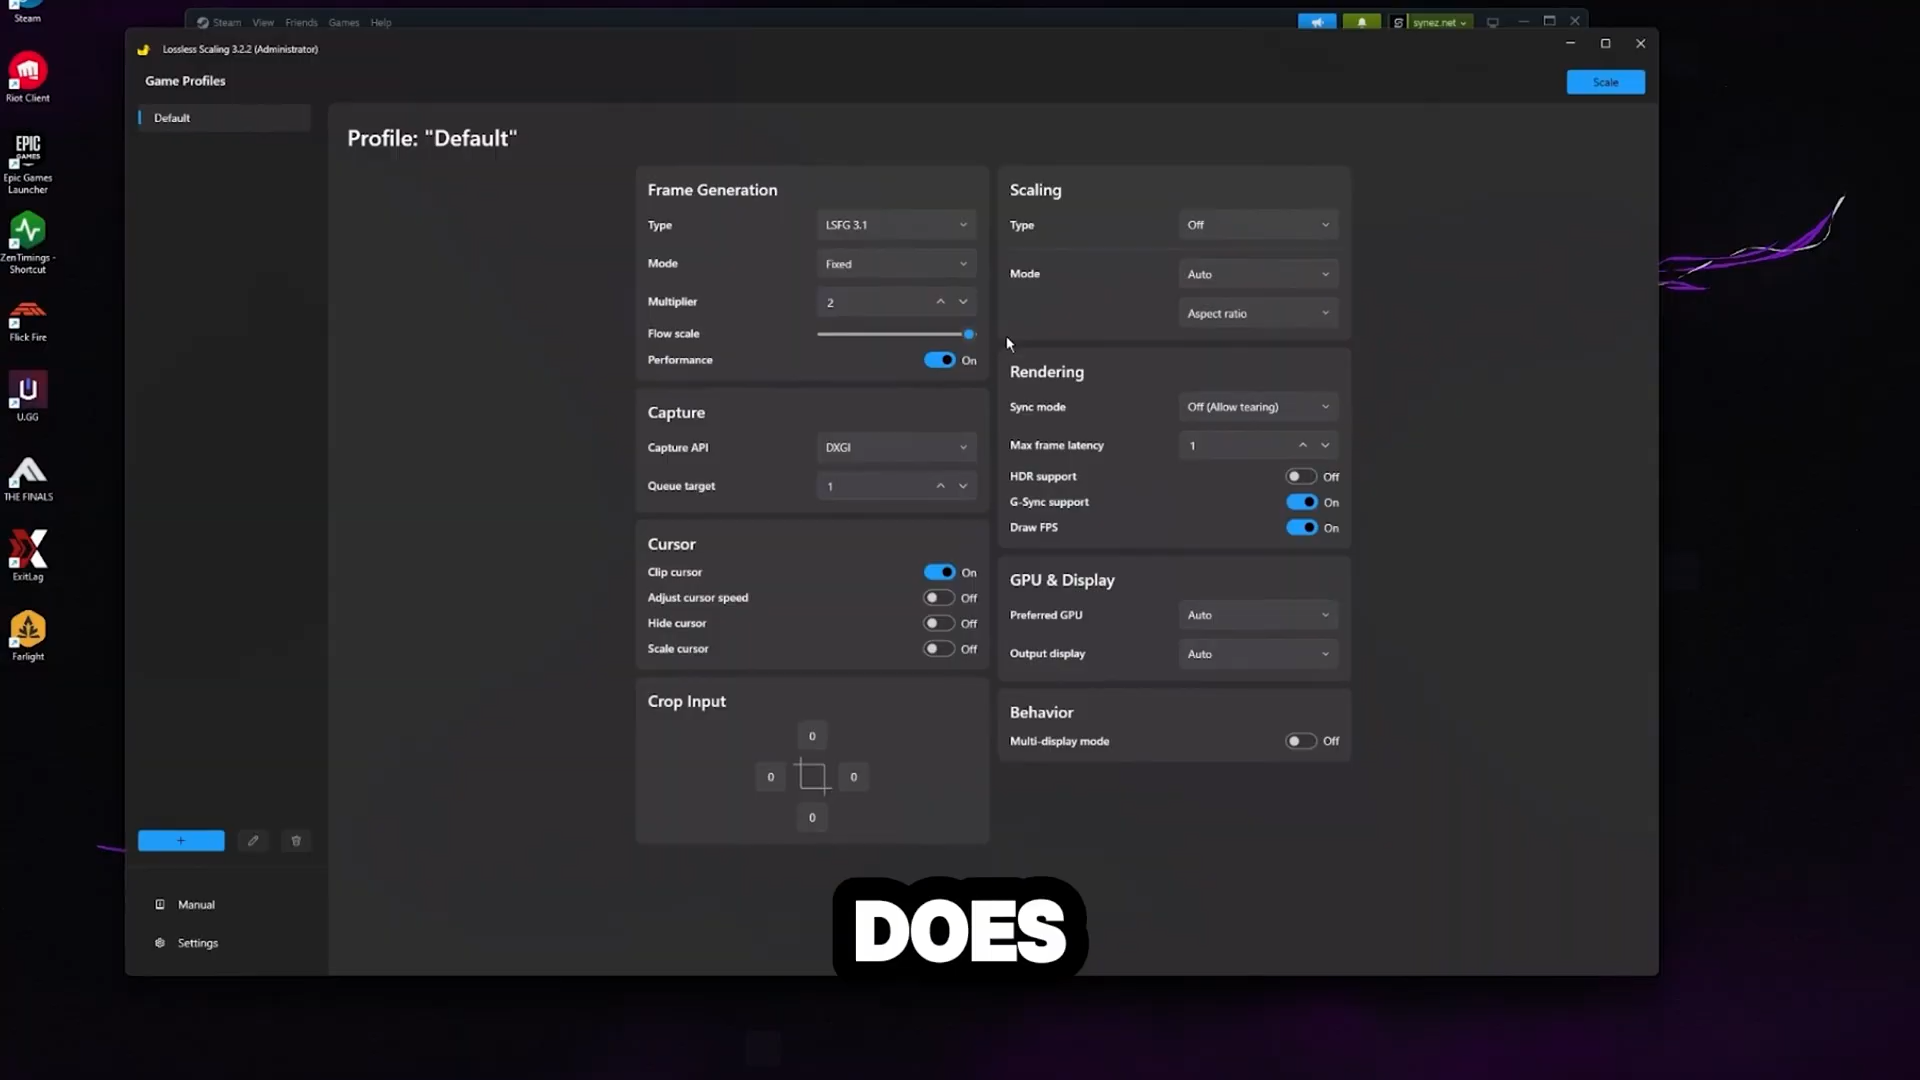 Steam
Riot Client
EPIC
GAMES
Epic Games
Launcher
ZenTimings -
Shortcut
Flick Fire
U.GG
THE FINALS
ExitLag
Farlight
Steam View Friends Games Help
synez.net
Lossless Scaling 3.2.2 (Administrator)
Game Profiles
Scale
Default
Profile: "Default"
Frame Generation
Type LSFG 3.1
Mode Fixed
Multiplier 2
Flow scale
Performance On
Capture
Capture API DXGI
Queue target 1
Cursor
Clip cursor On
Adjust cursor speed Off
Hide cursor Off
Scale cursor Off
Crop Input
0
0 0
0
Scaling
Type Off
Mode Auto
Aspect ratio
Rendering
Sync mode Off (Allow tearing)
Max frame latency 1
HDR support Off
G-Sync support On
Draw FPS On
GPU & Display
Preferred GPU Auto
Output display Auto
Behavior
Multi-display mode Off
+
Manual
Settings
DOES